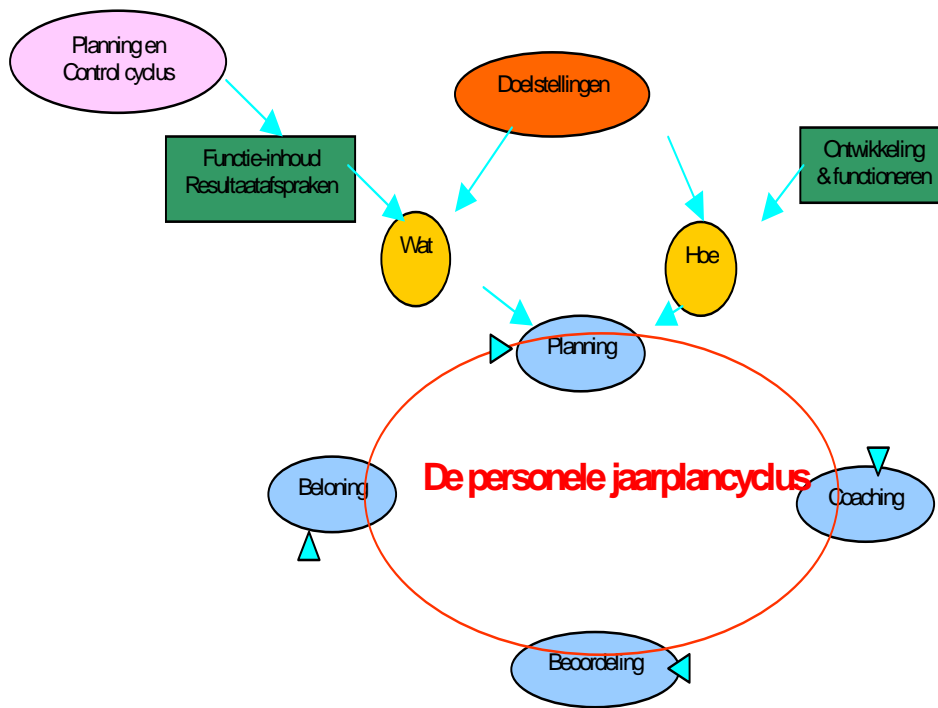 Planning en
Control cyclus
Doelstellingen
Functie-inhoud
Resultaatafspraken
Ontwikkeling
& functioneren
Wat
Hoe
Planning
De personele jaarplancyclus
Beloning
Coaching
Beoordeling